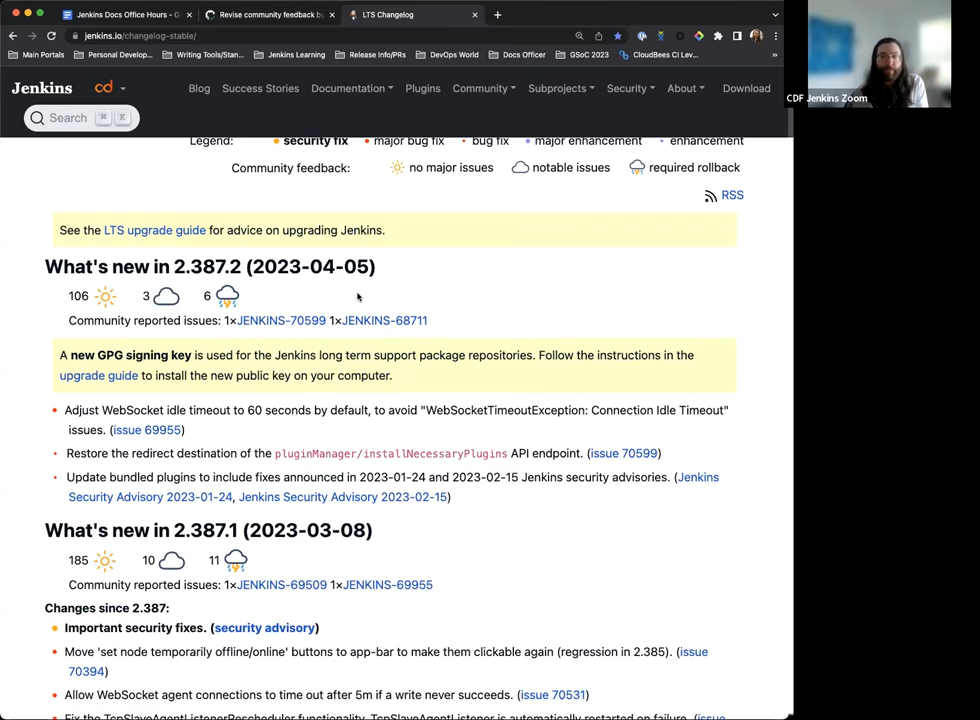 Jenkins Docs Office Hours - G
Revise community feedback by
LTS Changelog
jenkins.io/changelog-stable/
Main Portals
Personal Develop...
Writing Tools/Stan...
Jenkins Learning
Release Info/PRs
DevOps World
Docs Officer
GSoC 2023
CloudBees CI Lev...
»
Jenkins
cd
Blog
Success Stories
Documentation
Plugins
Community
Subprojects
Security
About
Download
Search ⌘ K
CDF Jenkins Zoom
Legend: security fix major bug fix bug fix major enhancement enhancement
Community feedback: no major issues notable issues required rollback
RSS
See the LTS upgrade guide for advice on upgrading Jenkins.
What's new in 2.387.2 (2023-04-05)
106 3 6
Community reported issues: 1×JENKINS-70599 1×JENKINS-68711
A new GPG signing key is used for the Jenkins long term support package repositories. Follow the instructions in the
upgrade guide to install the new public key on your computer.
Adjust WebSocket idle timeout to 60 seconds by default, to avoid "WebSocketTimeoutException: Connection Idle Timeout"
issues. (issue 69955)
Restore the redirect destination of the pluginManager/installNecessaryPlugins API endpoint. (issue 70599)
Update bundled plugins to include fixes announced in 2023-01-24 and 2023-02-15 Jenkins security advisories. (Jenkins
Security Advisory 2023-01-24, Jenkins Security Advisory 2023-02-15)
What's new in 2.387.1 (2023-03-08)
185 10 11
Community reported issues: 1×JENKINS-69509 1×JENKINS-69955
Changes since 2.387:
Important security fixes. (security advisory)
Move 'set node temporarily offline/online' buttons to app-bar to make them clickable again (regression in 2.385). (issue
70394)
Allow WebSocket agent connections to time out after 5m if a write never succeeds. (issue 70531)
Fix the TcpSlaveAgentListenerRescheduler functionality. TcpSlaveAgentListener is automatically restarted on failure. (issue